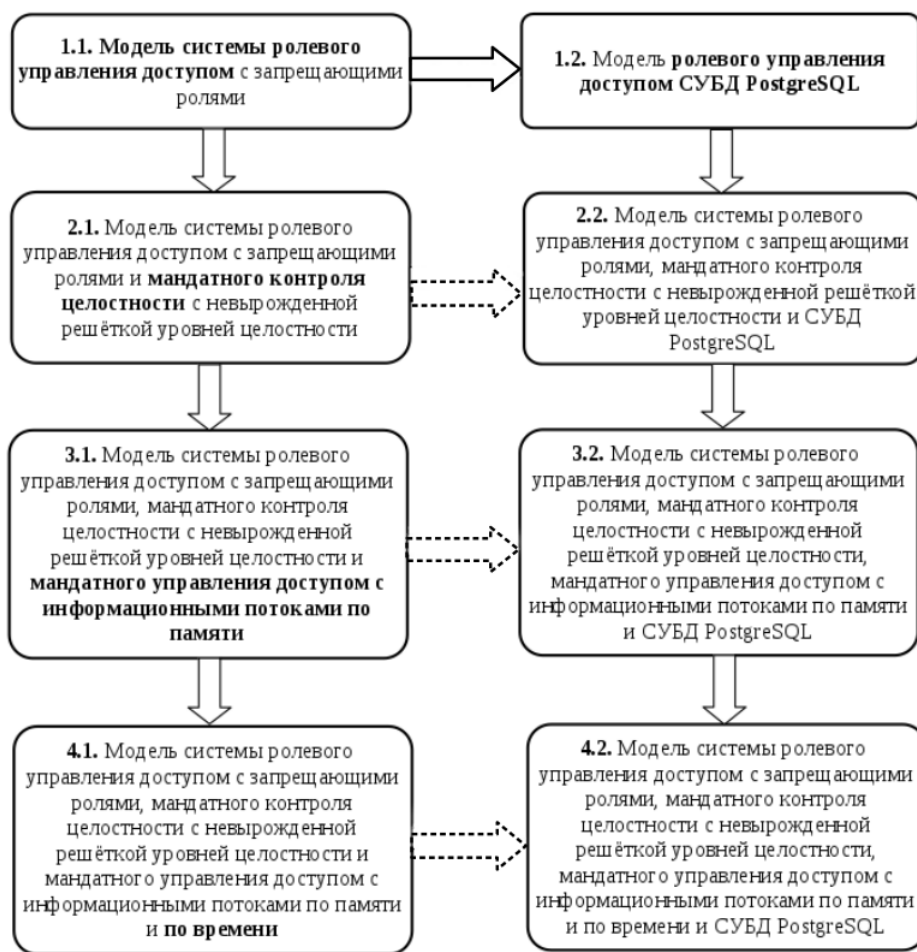 1.1. Модель системы ролевого
управления доступом с запрещающими
ролями
1.2. Модель ролевого управления
доступом СУБД PostgreSQL
2.1. Модель системы ролевого
управления доступом с запрещающими
ролями и мандатного контроля
целостности с невырожденной
решёткой уровней целостности
2.2. Модель системы ролевого
управления доступом с запрещающими
ролями, мандатного контроля
целостности с невырожденной решёткой
уровней целостности и СУБД
PostgreSQL
3.1. Модель системы ролевого
управления доступом с запрещающими
ролями, мандатного контроля
целостности с невырожденной
решёткой уровней целостности и
мандатного управления доступом с
информационными потоками по
памяти
3.2. Модель системы ролевого
управления доступом с запрещающими
ролями, мандатного контроля
целостности с невырожденной
решёткой уровней целостности,
мандатного управления доступом с
информационными потоками по памяти
и СУБД PostgreSQL
4.1. Модель системы ролевого
управления доступом с запрещающими
ролями, мандатного контроля
целостности с невырожденной
решёткой уровней целостности и
мандатного управления доступом с
информационными потоками по памяти
и по времени
4.2. Модель системы ролевого
управления доступом с запрещающими
ролями, мандатного контроля
целостности с невырожденной
решёткой уровней целостности,
мандатного управления доступом с
информационными потоками по памяти
и по времени и СУБД PostgreSQL